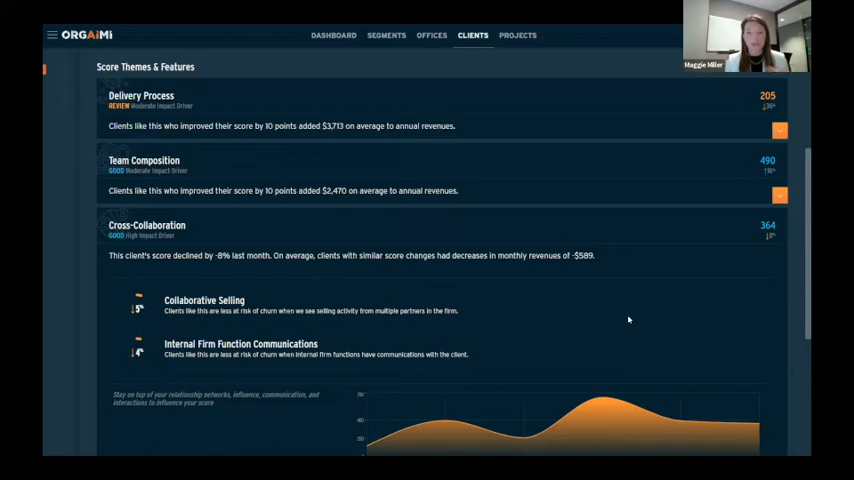 ORGAiMi
DASHBOARD SEGMENTS OFFICES CLIENTS PROJECTS
Maggie Miller
Score Themes & Features
Delivery Process
205
REVIEW Moderate Impact Driver
Clients like this who improved their score by 10 points added $3,713 on average to annual revenues.
Team Composition
490
GOOD Moderate Impact Driver
Clients like this who improved their score by 10 points added $2,470 on average to annual revenues.
Cross-Collaboration
364
GOOD High Impact Driver
This client's score declined by -8% last month. On average, clients with similar score changes had decreases in monthly revenues of -$589.
Collaborative Selling
↓5%
Clients like this are less at risk of churn when we see selling activity from multiple partners in the firm.
Internal Firm Function Communications
↓4%
Clients like this are less at risk of churn when internal firm functions have communications with the client.
Stay on top of your relationship networks, influence, communication, and
interactions to influence your score
400
200